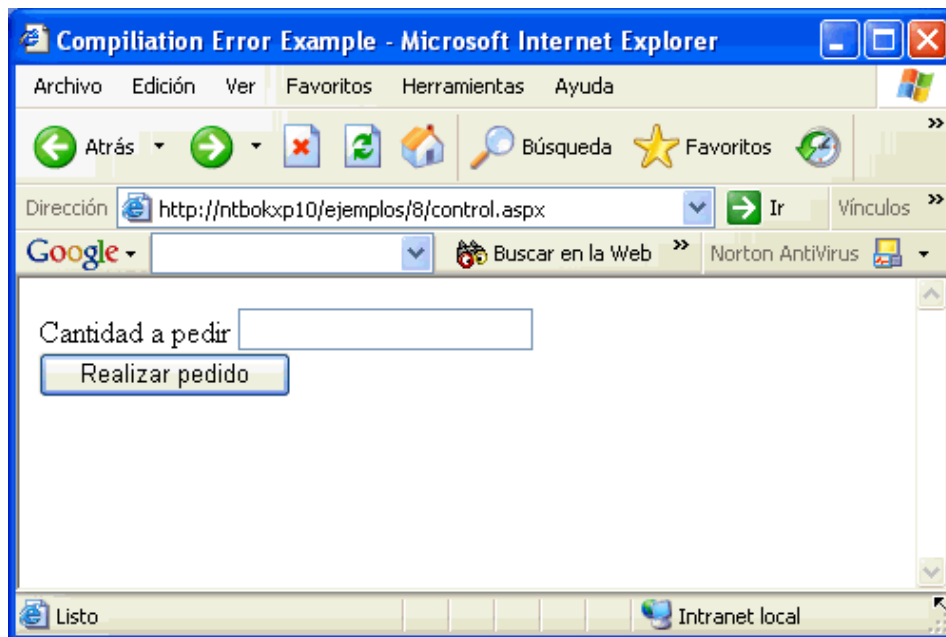 Compiliation Error Example - Microsoft Internet Explorer
Archivo Edición Ver Favoritos Herramientas Ayuda
Atrás Búsqueda Favoritos »
Dirección http://ntbokxp10/ejemplos/8/control.aspx Ir Vínculos »
Google Buscar en la Web » Norton AntiVirus
Cantidad a pedir
Realizar pedido
Listo Intranet local